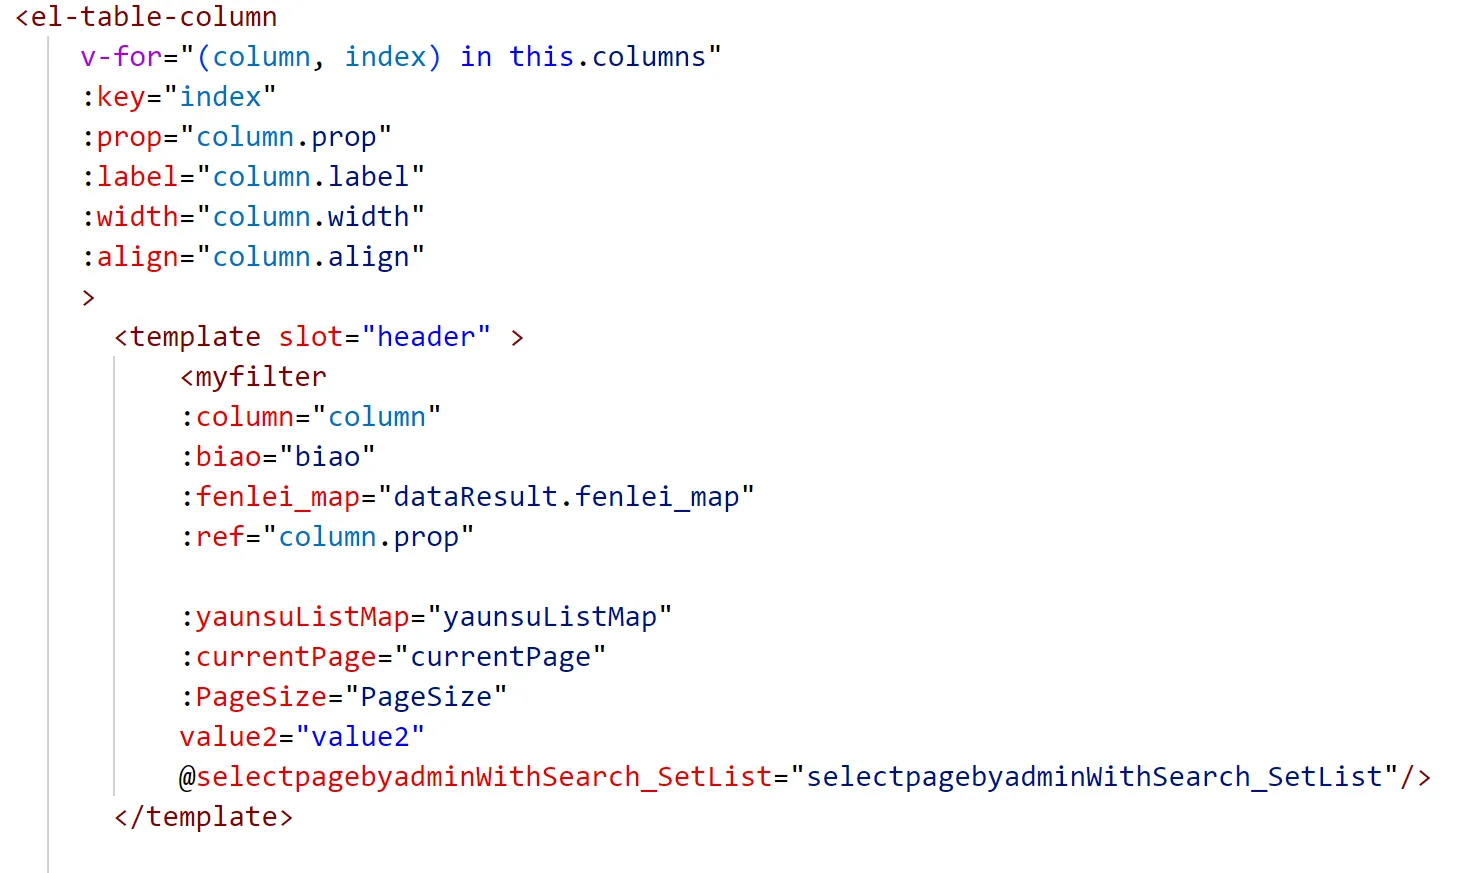 <el-table-column
v-for="(column, index) in this.columns"
:key="index"
:prop="column.prop"
:label="column.label"
:width="column.width"
:align="column.align"
>
<template slot="header" >
<myfilter
:column="column"
:biao="biao"
:fenlei_map="dataResult.fenlei_map"
:ref="column.prop"
:yaunsuListMap="yaunsuListMap"
:currentPage="currentPage"
:PageSize="PageSize"
value2="value2"
@selectpagebyadminWithSearch_SetList="selectpagebyadminWithSearch_SetList"/>
</template>